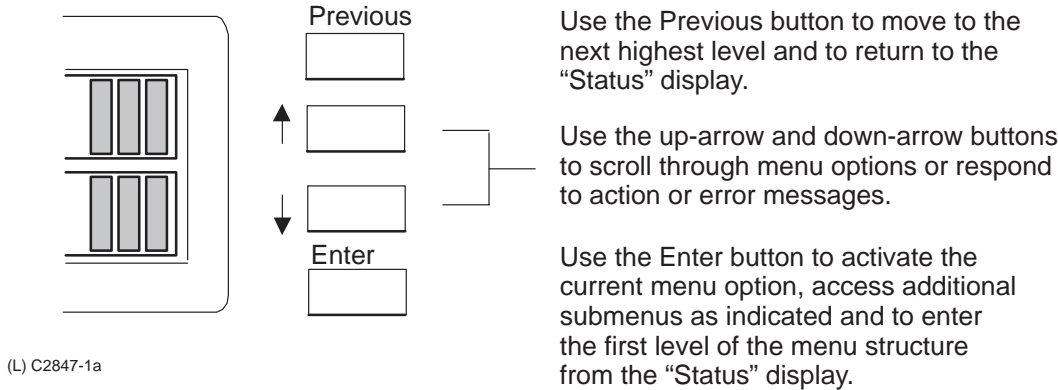 Previous
Use the Previous button to move to the
next highest level and to return to the
“Status” display.
Use the up-arrow and down-arrow buttons
to scroll through menu options or respond
to action or error messages.
Enter
Use the Enter button to activate the
current menu option, access additional
submenus as indicated and to enter
the first level of the menu structure
from the “Status” display.
(L) C2847-1a